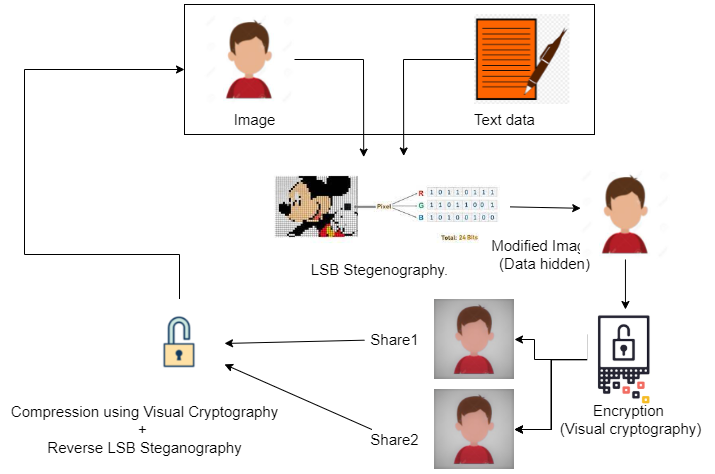 Image
Text data
R 1 0 1 1 0 1 1 1
Pixel
G 1 1 0 1 1 0 0 1
B 1 0 1 0 0 1 0 0
Total: 24 Bits
LSB Stegenography.
Modified Imag
(Data hidden)
Share1
Share2
Encryption
(Visual cryptography)
Compression using Visual Cryptography
+
Reverse LSB Steganography